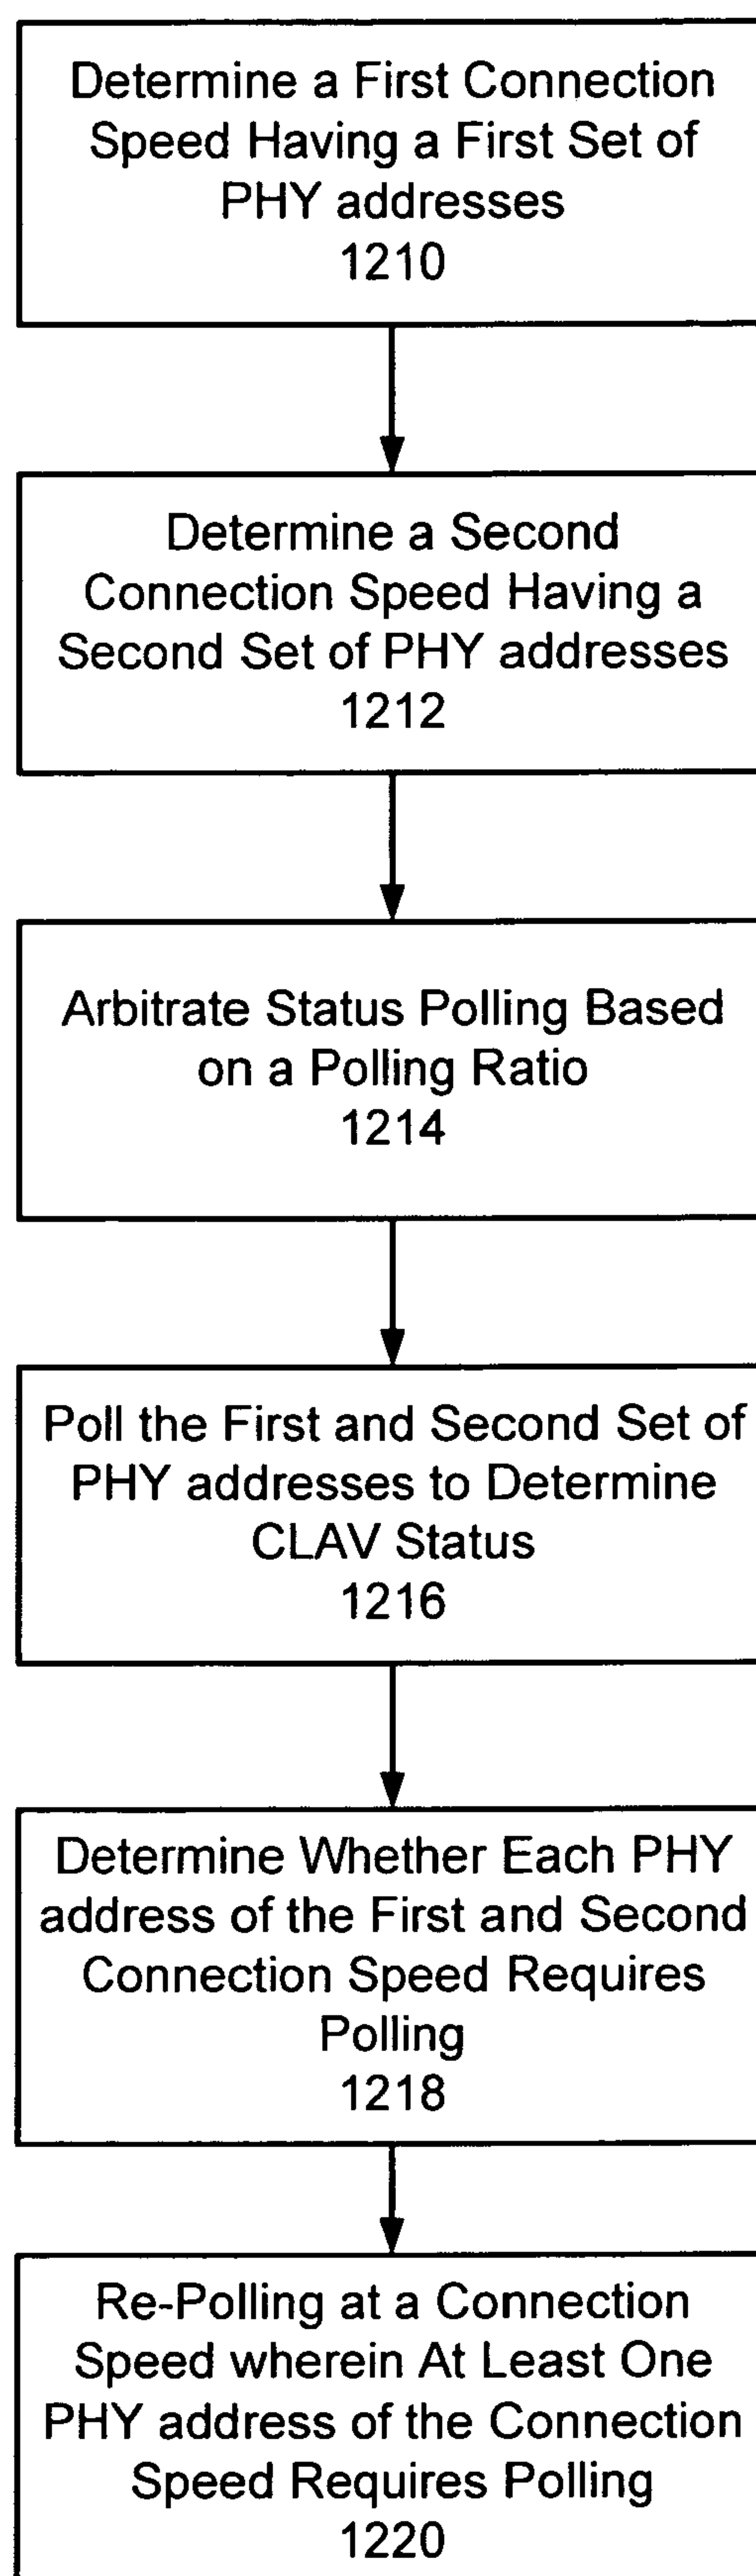 Determine a First Connection
Speed Having a First Set of
PHY addresses
1210
Determine a Second
Connection Speed Having a
Second Set of PHY addresses
1212
Arbitrate Status Polling Based
on a Polling Ratio
1214
Poll the First and Second Set of
PHY addresses to Determine
CLAV Status
1216
Determine Whether Each PHY
address of the First and Second
Connection Speed Requires
Polling
1218
Re-Polling at a Connection
Speed wherein At Least One
PHY address of the Connection
Speed Requires Polling
1220